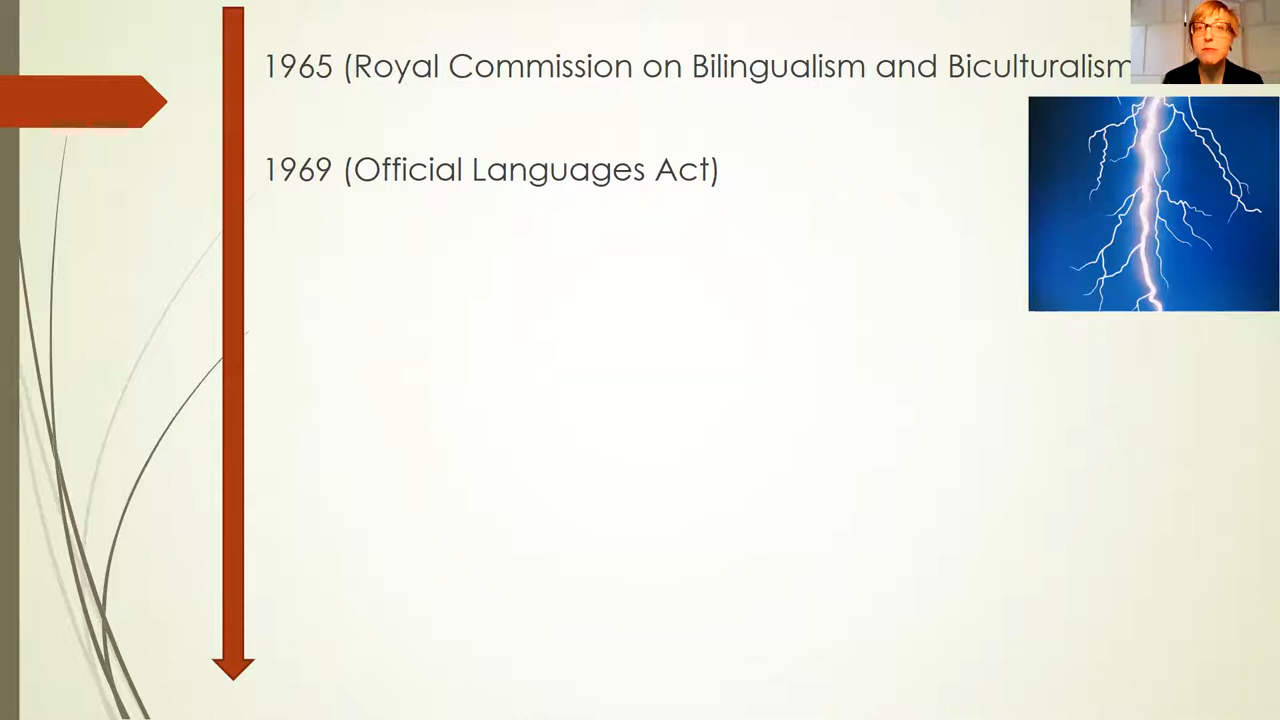 1965 (Royal Commission on Bilingualism and Biculturalism
1969 (Official Languages Act)